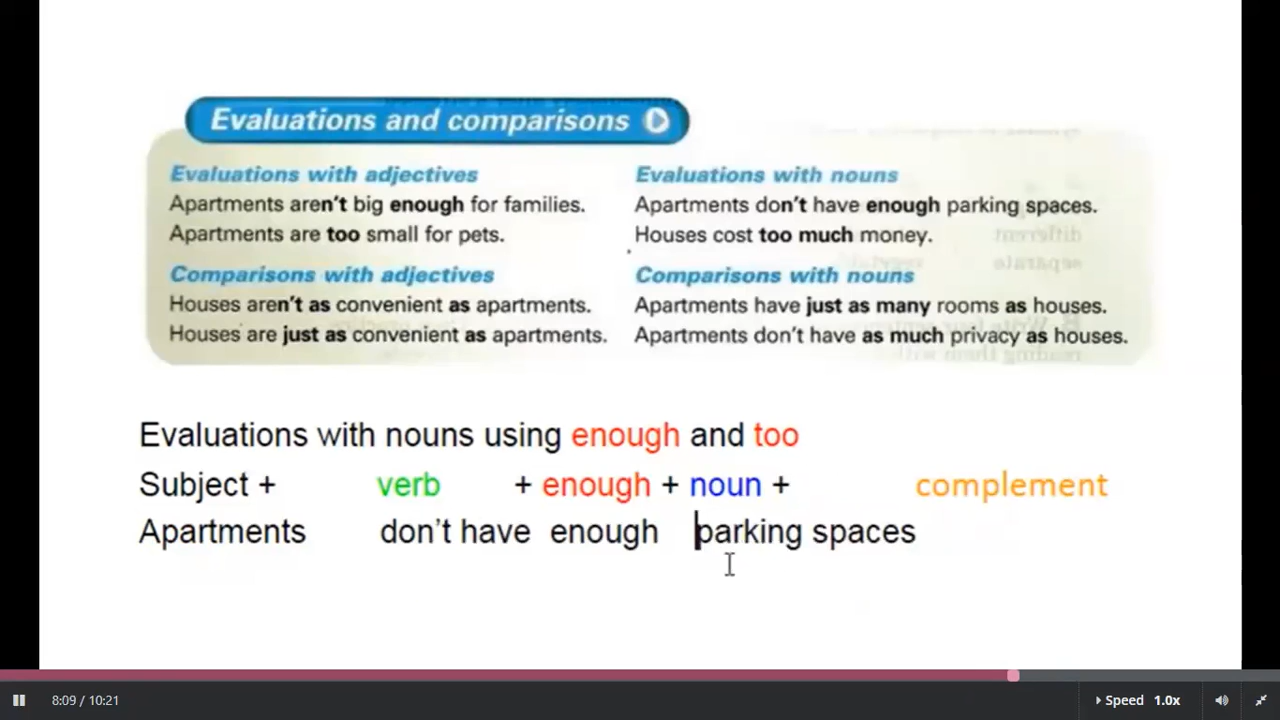 Evaluations and comparisons
Evaluations with adjectives
Apartments aren't big enough for families.
Apartments are too small for pets.
Comparisons with adjectives
Houses aren't as convenient as apartments.
Houses are just as convenient as apartments.
Evaluations with nouns
Apartments don't have enough parking spaces.
Houses cost too much money.
Comparisons with nouns
Apartments have just as many rooms as houses.
Apartments don't have as much privacy as houses.
Evaluations with nouns using enough and too
Subject + verb + enough + noun + complement
Apartments don't have enough parking spaces
8:09 / 10:21
Speed 1.0x